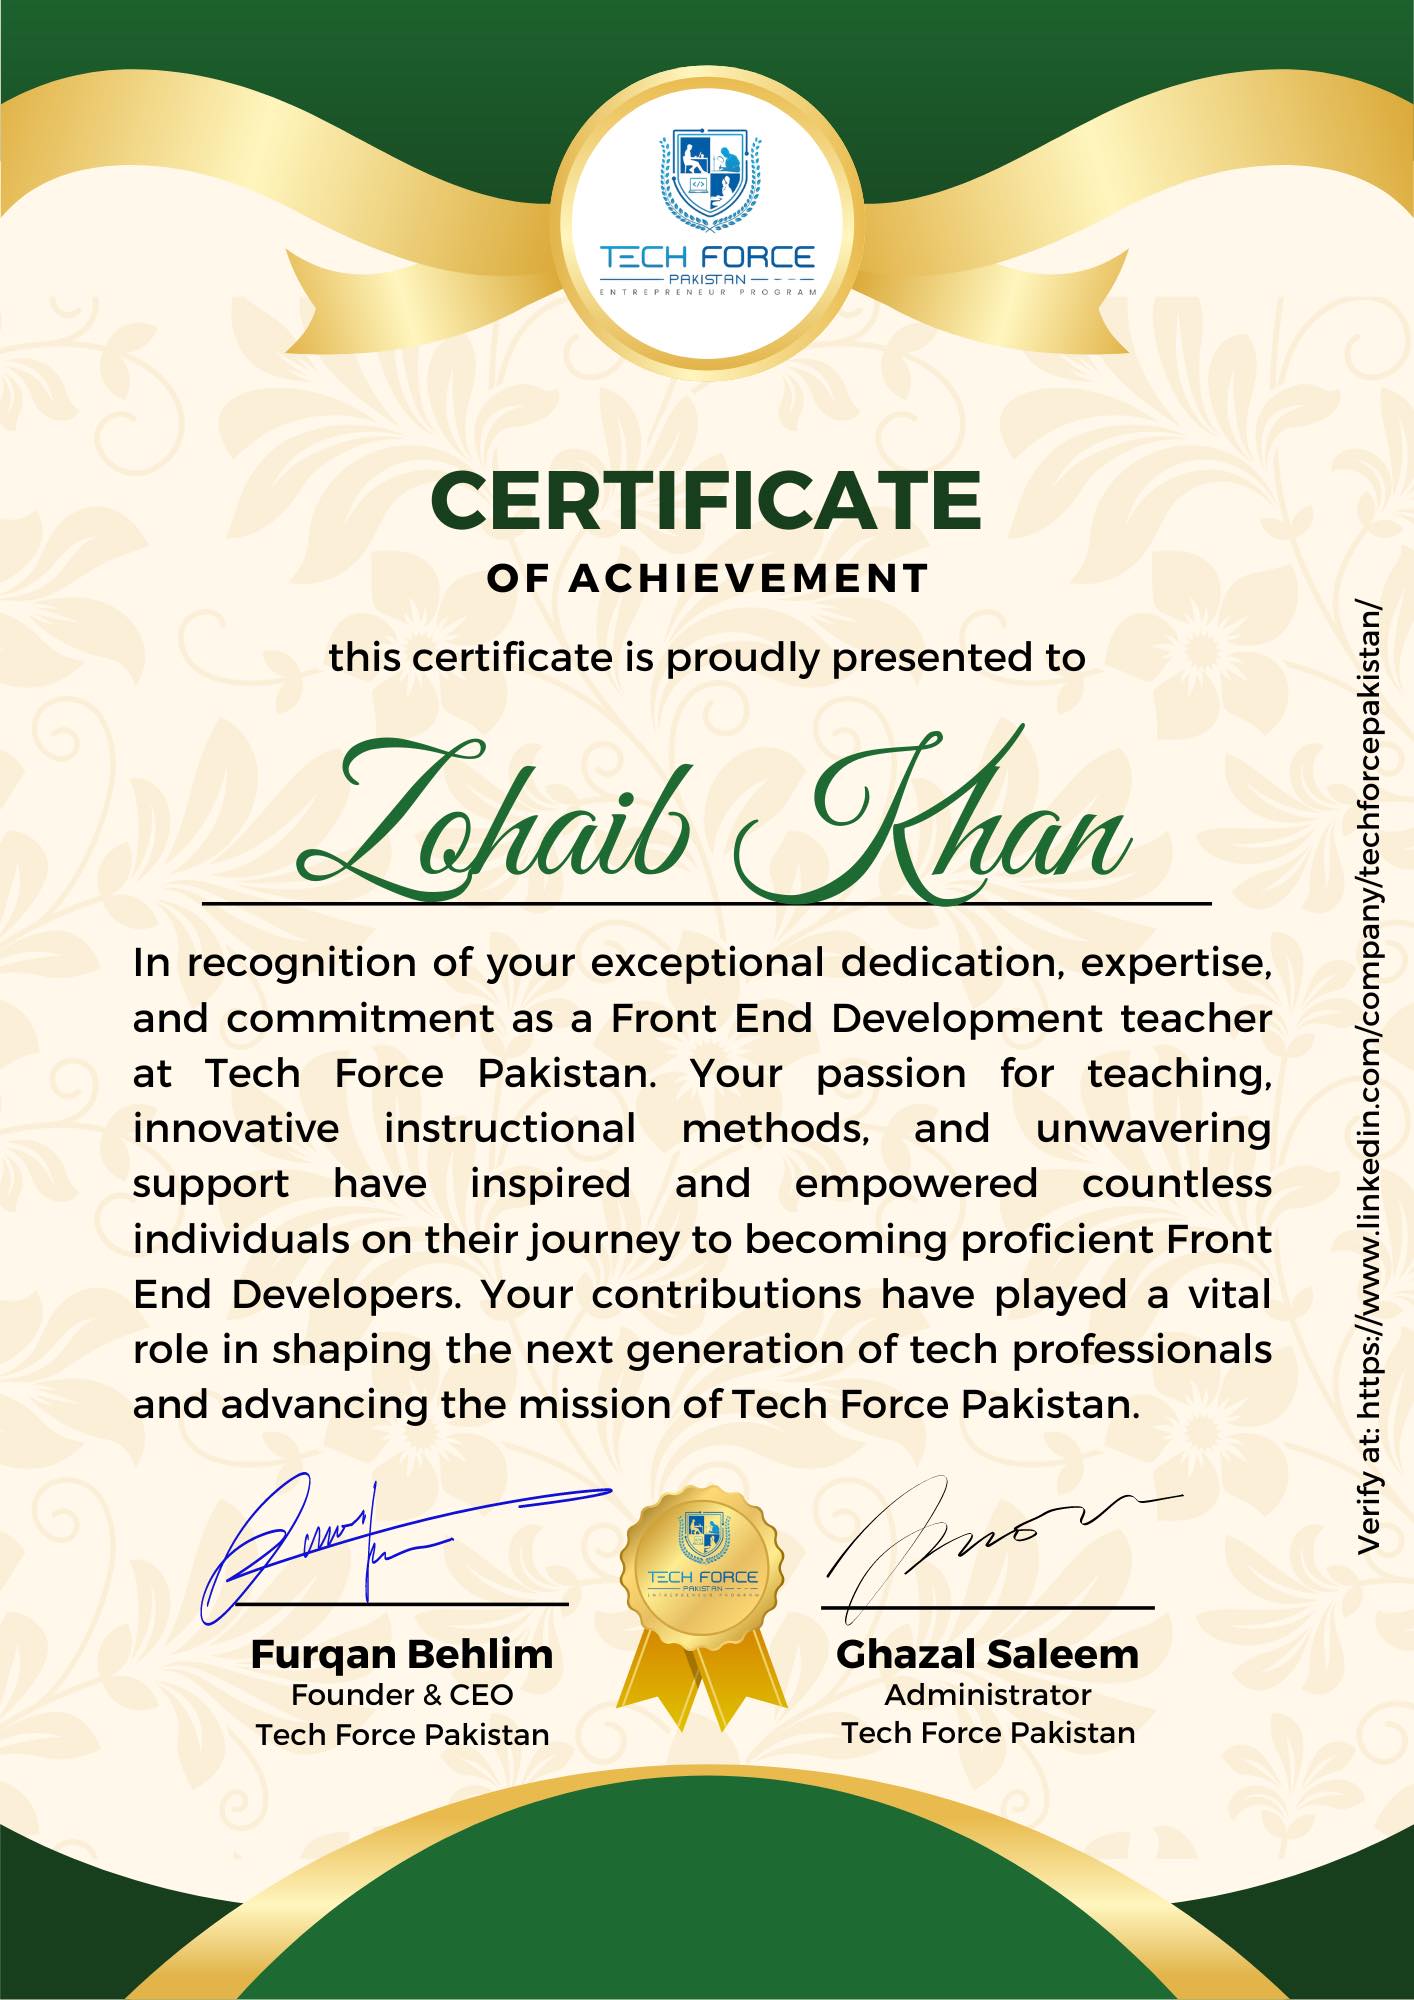 TECH FORCE
PAKISTAN
ENTREPRENEUR PROGRAM
CERTIFICATE
OF ACHIEVEMENT
this certificate is proudly presented to
Zohaib Khan
In recognition of your exceptional dedication, expertise,
and commitment as a Front End Development teacher
at Tech Force Pakistan. Your passion for teaching,
innovative instructional methods, and unwavering
support have inspired and empowered countless
individuals on their journey to becoming proficient Front
End Developers. Your contributions have played a vital
role in shaping the next generation of tech professionals
and advancing the mission of Tech Force Pakistan.
TECH FORCE
PAKISTAN
ENTREPRENEUR PROGRAM
Furqan Behlim
Founder & CEO
Tech Force Pakistan
Ghazal Saleem
Administrator
Tech Force Pakistan
Verify at: https://www.linkedin.com/company/techforcepakistan/